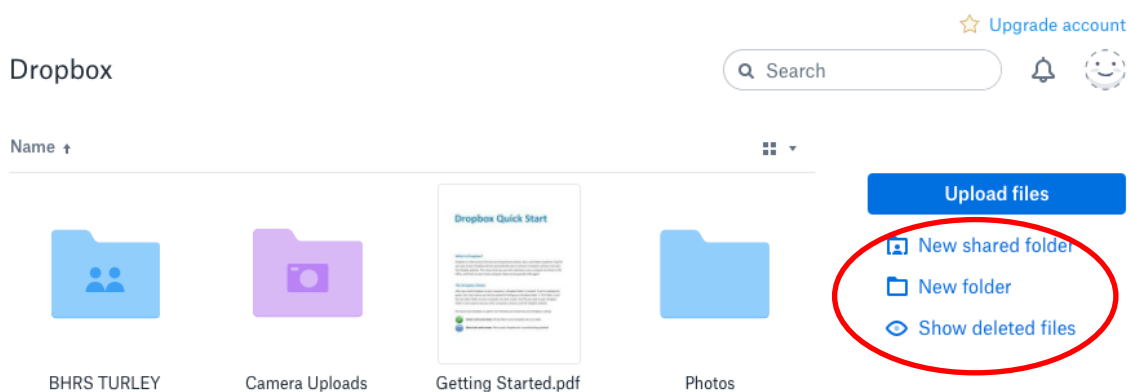 Upgrade account
Dropbox
Search
Name
Upload files
New shared folder
New folder
Show deleted files
Dropbox Quick Start
BHRS TURLEY
Camera Uploads
Getting Started.pdf
Photos